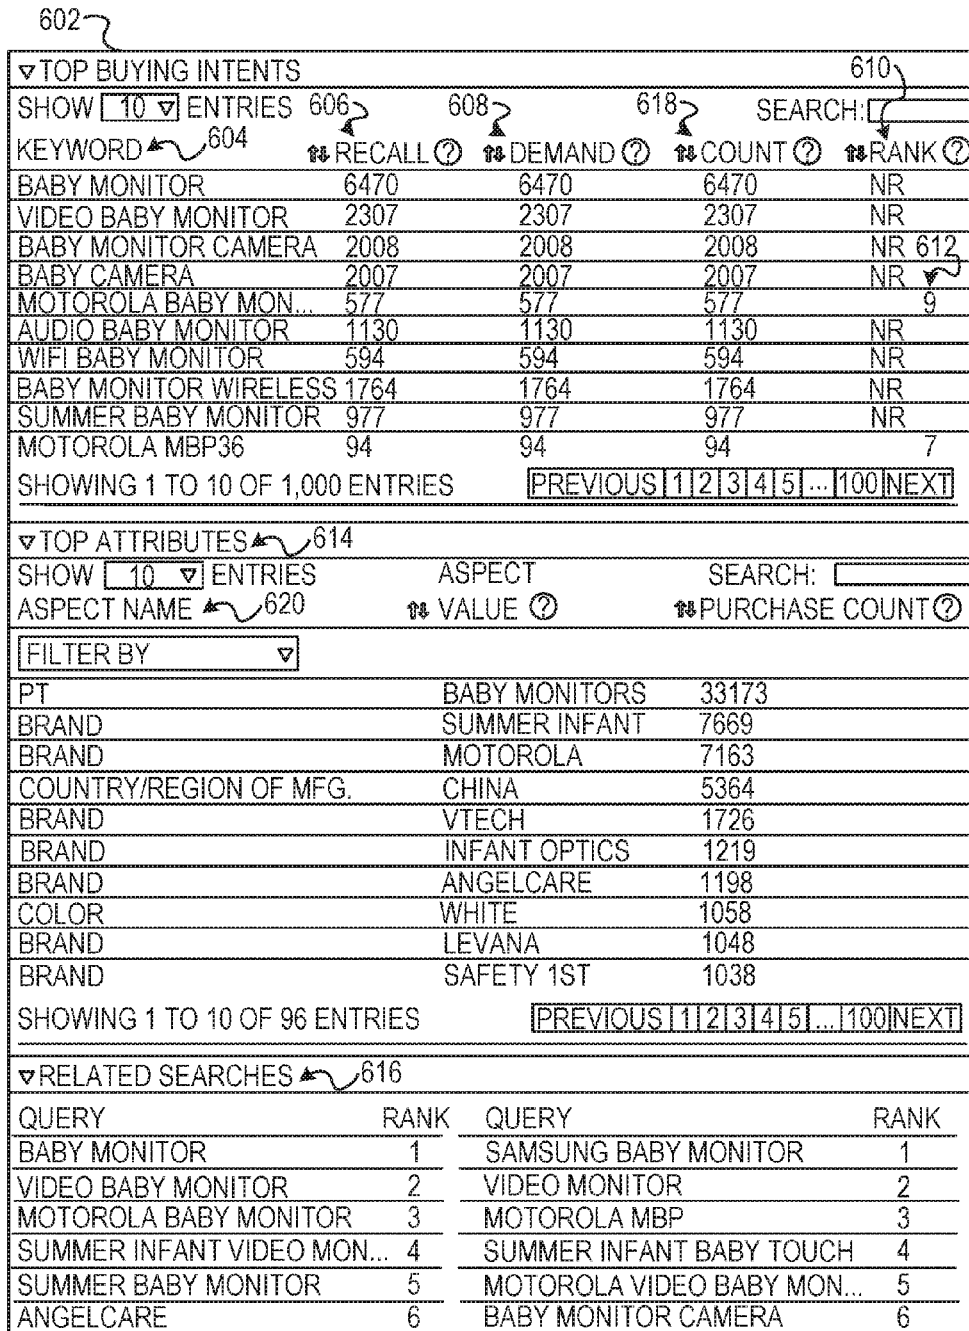 602
TOP BUYING INTENTS 610
SHOW 10 ENTRIES 606 608 618 SEARCH:
KEYWORD 604 RECALL ? DEMAND ? COUNT ? RANK ?
BABY MONITOR 6470 6470 6470 NR
VIDEO BABY MONITOR 2307 2307 2307 NR
BABY MONITOR CAMERA 2008 2008 2008 NR 612
BABY CAMERA 2007 2007 2007 NR
MOTOROLA BABY MON... 577 577 577 9
AUDIO BABY MONITOR 1130 1130 1130 NR
WIFI BABY MONITOR 594 594 594 NR
BABY MONITOR WIRELESS 1764 1764 1764 NR
SUMMER BABY MONITOR 977 977 977 NR
MOTOROLA MBP36 94 94 94 7
SHOWING 1 TO 10 OF 1,000 ENTRIES PREVIOUS 1 2 3 4 5 ... 100 NEXT
TOP ATTRIBUTES 614
SHOW 10 ENTRIES ASPECT SEARCH:
ASPECT NAME 620 VALUE ? PURCHASE COUNT ?
FILTER BY
PT BABY MONITORS 33173
BRAND SUMMER INFANT 7669
BRAND MOTOROLA 7163
COUNTRY/REGION OF MFG. CHINA 5364
BRAND VTECH 1726
BRAND INFANT OPTICS 1219
BRAND ANGELCARE 1198
COLOR WHITE 1058
BRAND LEVANA 1048
BRAND SAFETY 1ST 1038
SHOWING 1 TO 10 OF 96 ENTRIES PREVIOUS 1 2 3 4 5 ... 100 NEXT
RELATED SEARCHES 616
QUERY RANK QUERY RANK
BABY MONITOR 1 SAMSUNG BABY MONITOR 1
VIDEO BABY MONITOR 2 VIDEO MONITOR 2
MOTOROLA BABY MONITOR 3 MOTOROLA MBP 3
SUMMER INFANT VIDEO MON... 4 SUMMER INFANT BABY TOUCH 4
SUMMER BABY MONITOR 5 MOTOROLA VIDEO BABY MON... 5
ANGELCARE 6 BABY MONITOR CAMERA 6